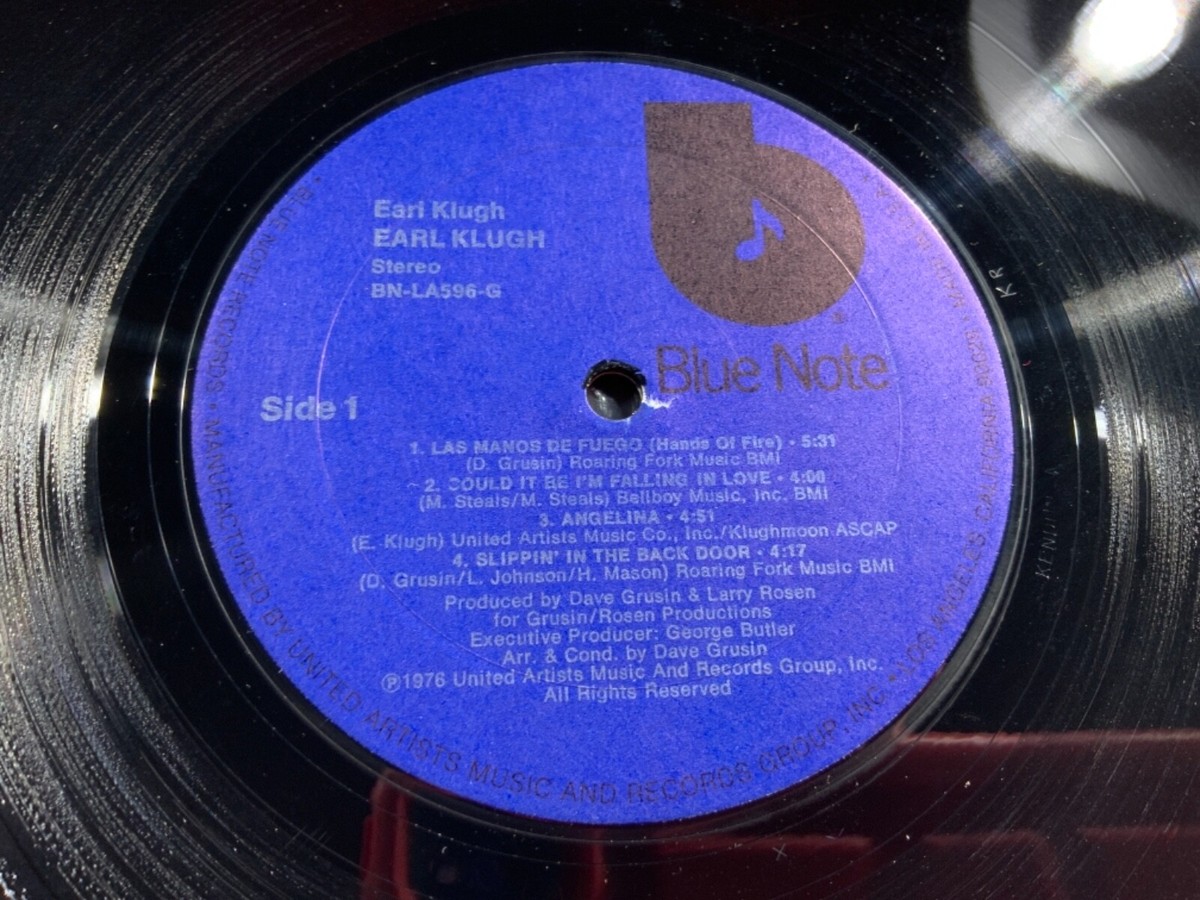 Earl Klugh
EARL KLUGH
Stereo
BN-LA596-G
Blue Note
Side 1
1. LAS MANOS DE FUEGO (Hands Of Fire) • 5:31
(D. Grusin) Roaring Fork Music BMI
2. COULD IT BE I'M FALLING IN LOVE • 4:00
(M. Steals/M. Steals) Bellboy Music, Inc. BMI
3. ANGELINA • 4:51
(E. Klugh) United Artists Music Co., Inc./Klughmoon ASCAP
4. SLIPPIN' IN THE BACK DOOR • 4:17
(D. Grusin/L. Johnson/H. Mason) Roaring Fork Music BMI
Produced by Dave Grusin & Larry Rosen
for Grusin/Rosen Productions
Executive Producer: George Butler
Arr. & Cond. by Dave Grusin
℗1976 United Artists Music And Records Group, Inc.
All Rights Reserved
• BLUE NOTE RECORDS • MANUFACTURED BY UNITED ARTISTS MUSIC AND RECORDS GROUP, INC. • LOS ANGELES, CALIFORNIA 90028 • MADE IN U.S.A.
KR